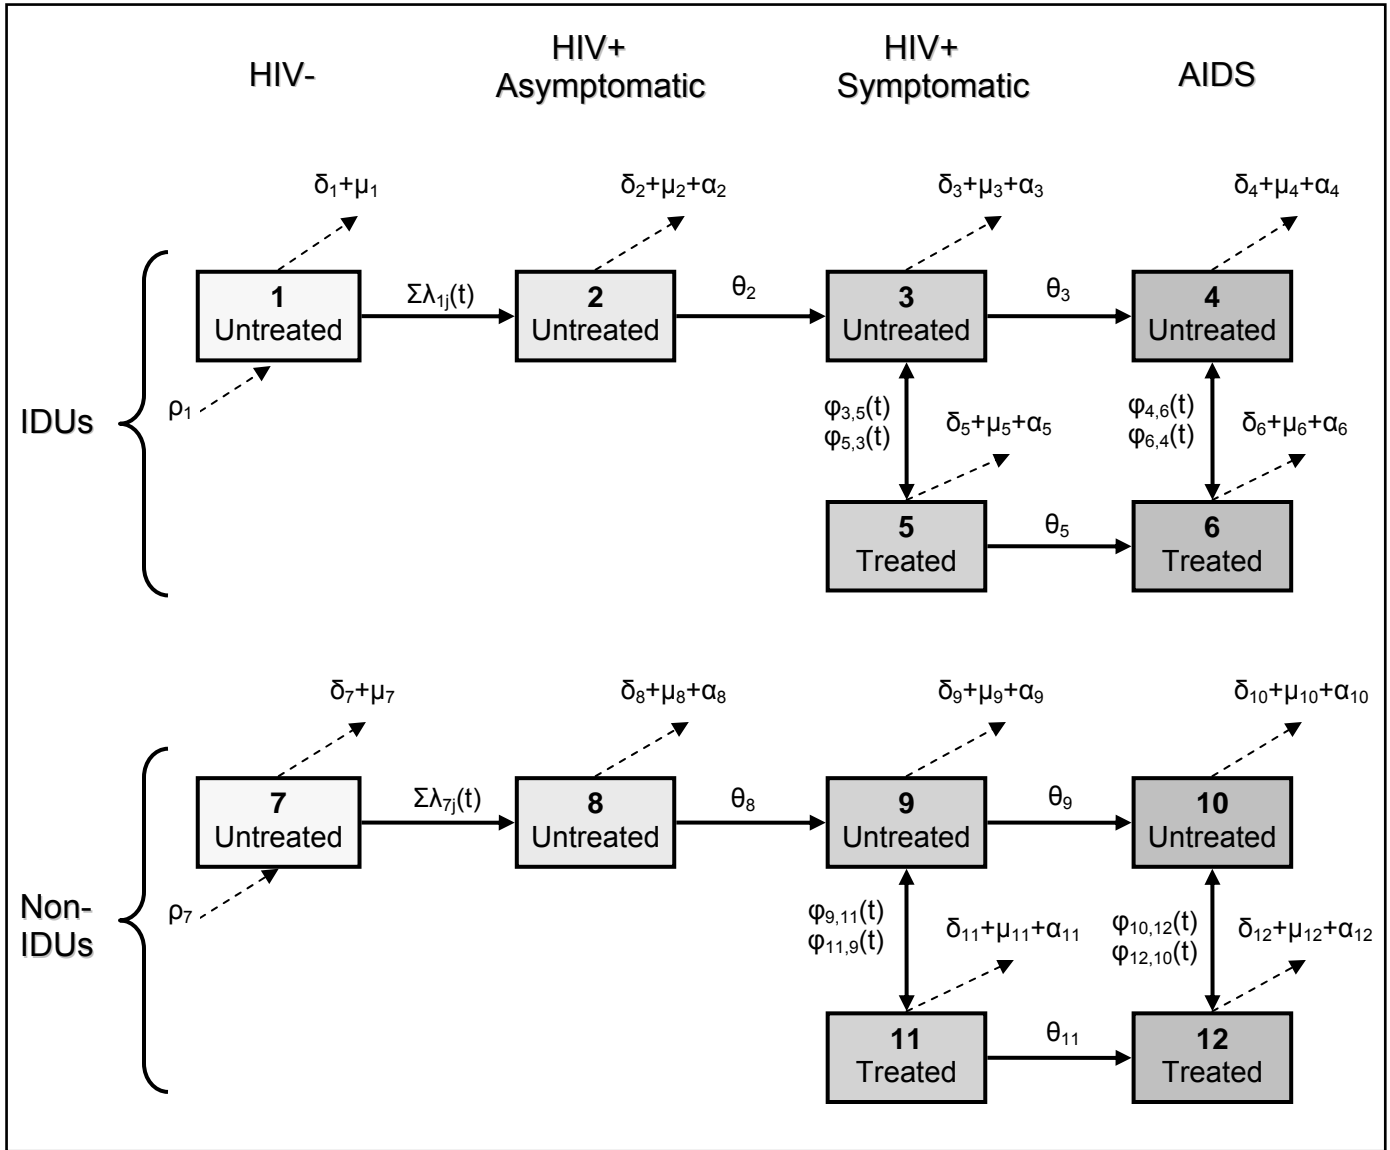 HIV-
HIV+
Asymptomatic
HIV+
Symptomatic
AIDS
δ₁+μ₁
δ₂+μ₂+α₂
δ₃+μ₃+α₃
δ₄+μ₄+α₄
1
Untreated
Σλ₁ⱼ(t)
2
Untreated
θ₂
3
Untreated
θ₃
4
Untreated
IDUs
ρ₁
φ₃,₅(t)
φ₅,₃(t)
δ₅+μ₅+α₅
φ₄,₆(t)
φ₆,₄(t)
δ₆+μ₆+α₆
5
Treated
θ₅
6
Treated
δ₇+μ₇
δ₈+μ₈+α₈
δ₉+μ₉+α₉
δ₁₀+μ₁₀+α₁₀
7
Untreated
Σλ₇ⱼ(t)
8
Untreated
θ₈
9
Untreated
θ₉
10
Untreated
Non-
IDUs
ρ₇
φ₉,₁₁(t)
φ₁₁,₉(t)
δ₁₁+μ₁₁+α₁₁
φ₁₀,₁₂(t)
φ₁₂,₁₀(t)
δ₁₂+μ₁₂+α₁₂
11
Treated
θ₁₁
12
Treated